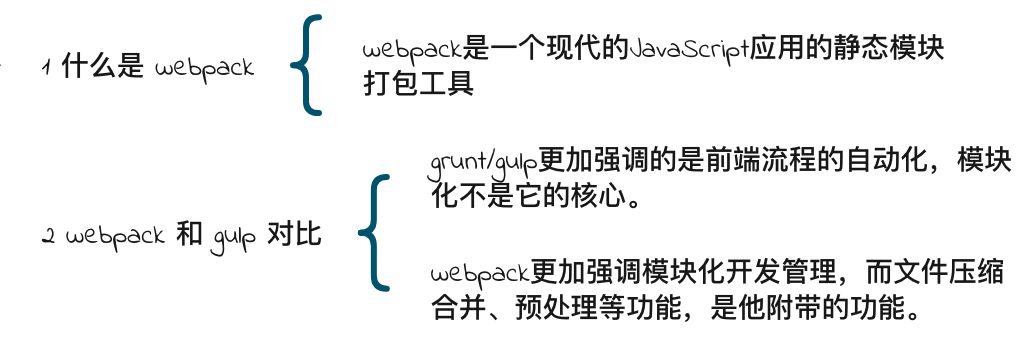 1 什么是 webpack
webpack是一个现代的JavaScript应用的静态模块
打包工具
2 webpack 和 gulp 对比
grunt/gulp更加强调的是前端流程的自动化，模块
化不是它的核心。
webpack更加强调模块化开发管理，而文件压缩
合并、预处理等功能，是他附带的功能。